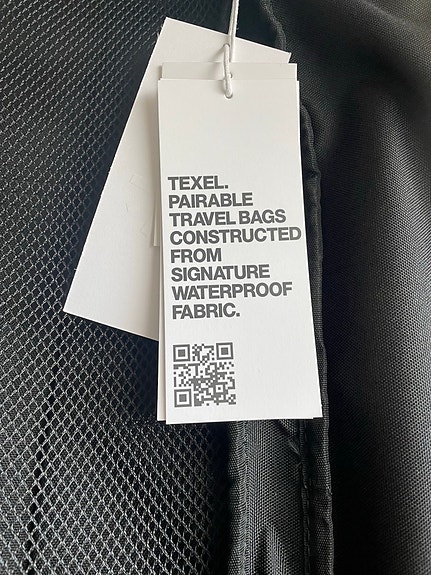 TEXEL.
PAIRABLE
TRAVEL BAGS
CONSTRUCTED
FROM
SIGNATURE
WATERPROOF
FABRIC.